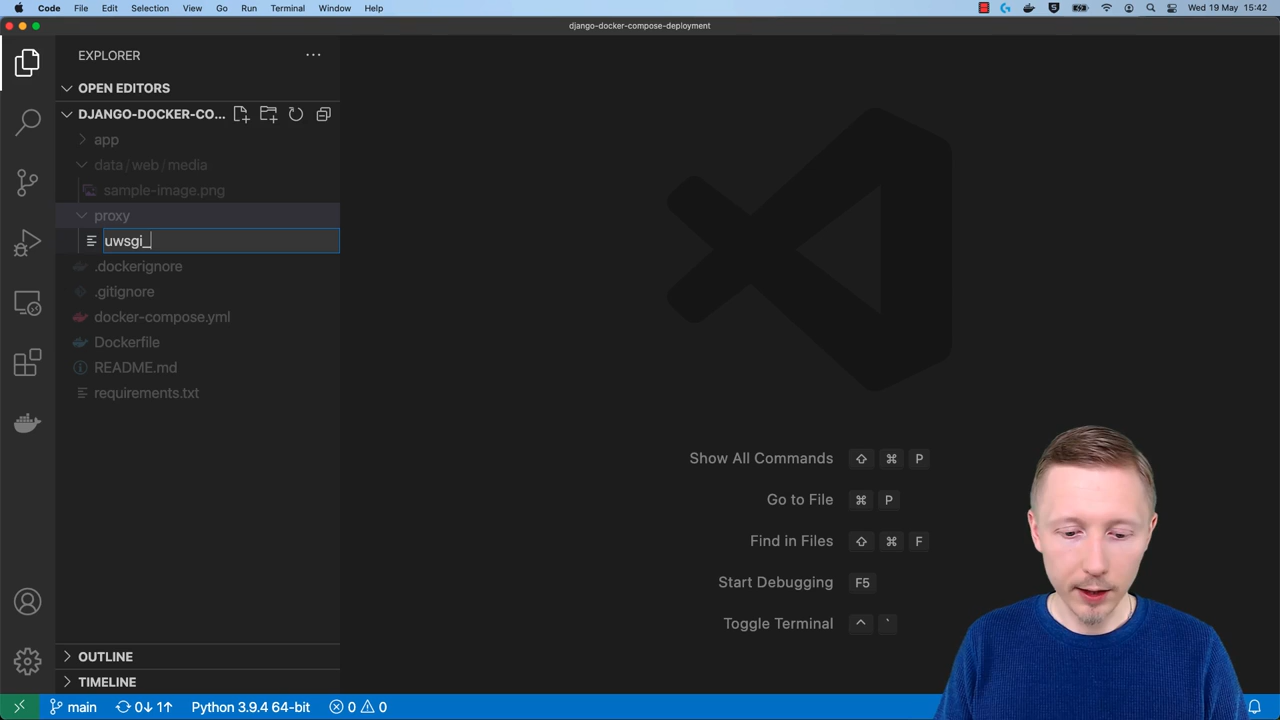 Code File Edit Selection View Go Run Terminal Window Help Wed 19 May 15:42
django-docker-compose-deployment
EXPLORER
OPEN EDITORS
DJANGO-DOCKER-CO...
app
data/web/media
sample-image.png
proxy
uwsgi_
.dockerignore
.gitignore
docker-compose.yml
Dockerfile
README.md
requirements.txt
Show All Commands ⇧ ⌘ P
Go to File ⌘ P
Find in Files ⇧ ⌘ F
Start Debugging F5
Toggle Terminal ^ `
OUTLINE
TIMELINE
main 0↓ 1↑ Python 3.9.4 64-bit 0 0